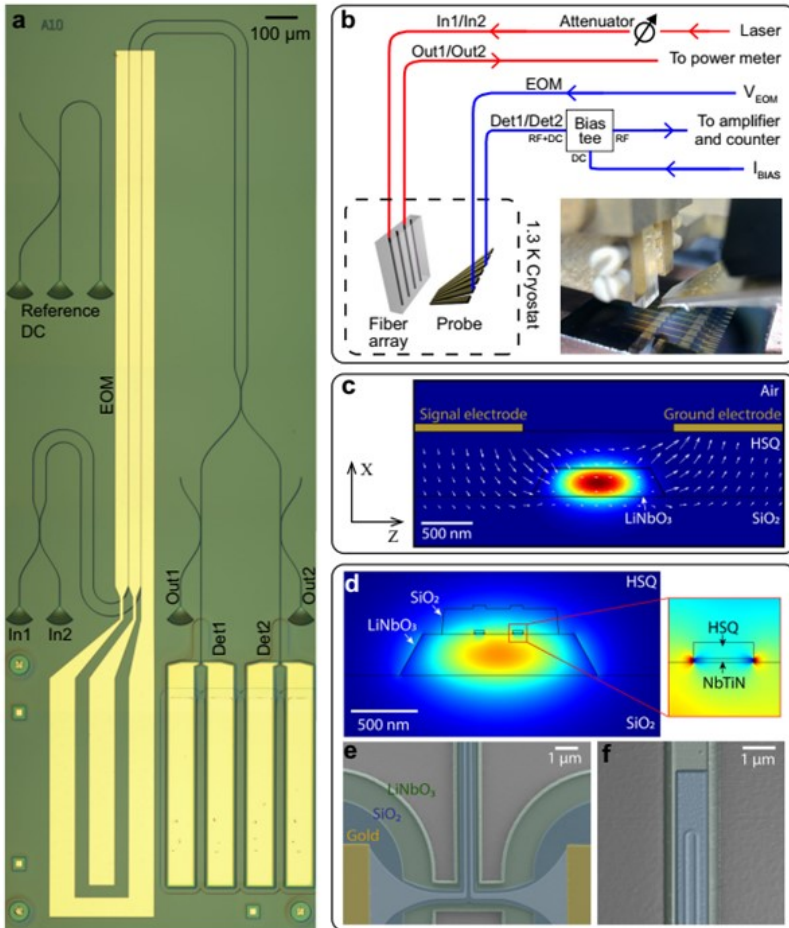 a
A10
100 μm
Reference
DC
EOM
In1
In2
Out1
Det1
Det2
Out2
b
In1/In2
Attenuator
Laser
Out1/Out2
To power meter
EOM
V_EOM
Det1/Det2
Bias
tee
RF+DC
RF
DC
To amplifier
and counter
I_BIAS
1.3 K Cryostat
Fiber
array
Probe
c
Air
Signal electrode
Ground electrode
HSQ
X
Z
LiNbO₃
SiO₂
500 nm
d
HSQ
SiO₂
LiNbO₃
500 nm
SiO₂
HSQ
NbTiN
e
1 μm
LiNbO₃
SiO₂
Gold
f
1 μm